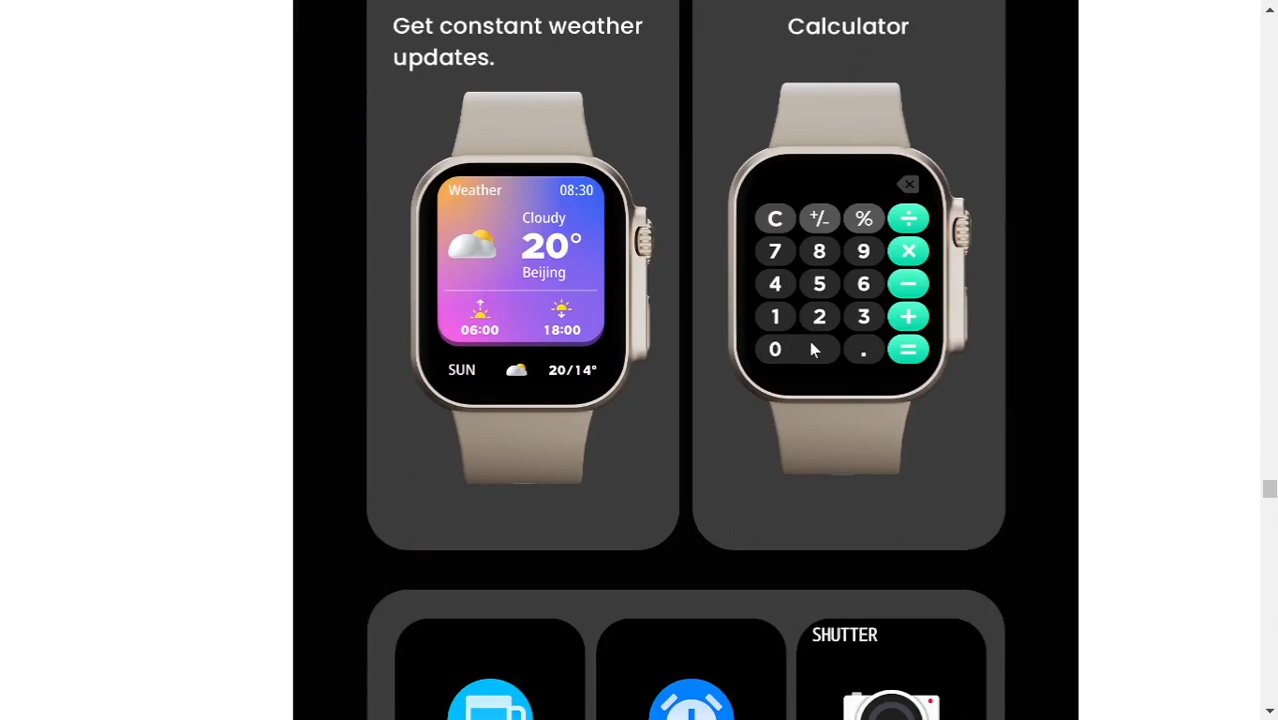 Get constant weather
updates.
Weather 08:30
Cloudy
20°
Beijing
06:00 18:00
SUN 20/14°
Calculator
C +/- % ÷
7 8 9 ×
4 5 6 −
1 2 3 +
0 . =
SHUTTER